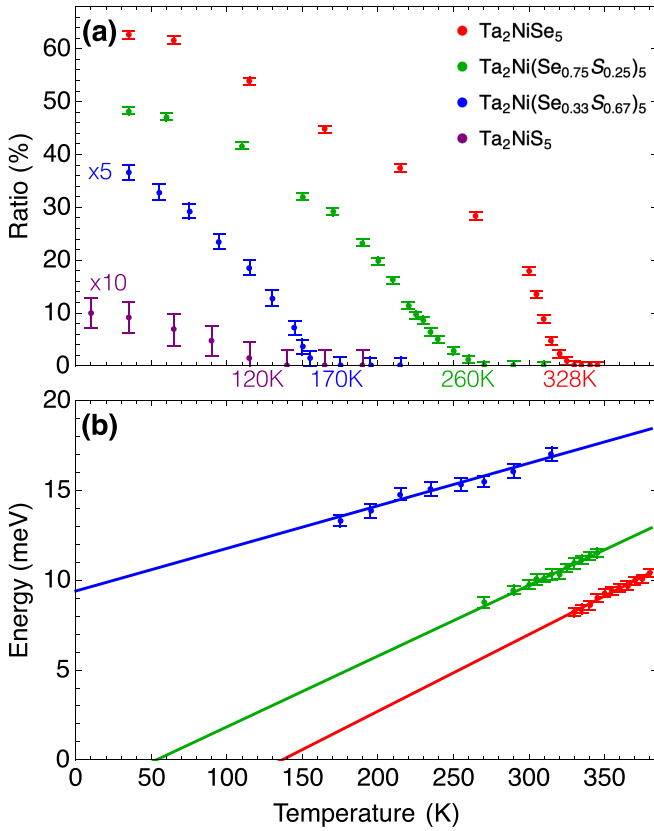 (a)
Ta2NiSe5
Ta2Ni(Se0.75S0.25)5
Ta2Ni(Se0.33S0.67)5
Ta2NiS5
60
50
40
30
20
10
0
Ratio (%)
x5
x10
120K 170K 260K 328K
(b)
20
15
10
5
0
Energy (meV)
0 50 100 150 200 250 300 350
Temperature (K)